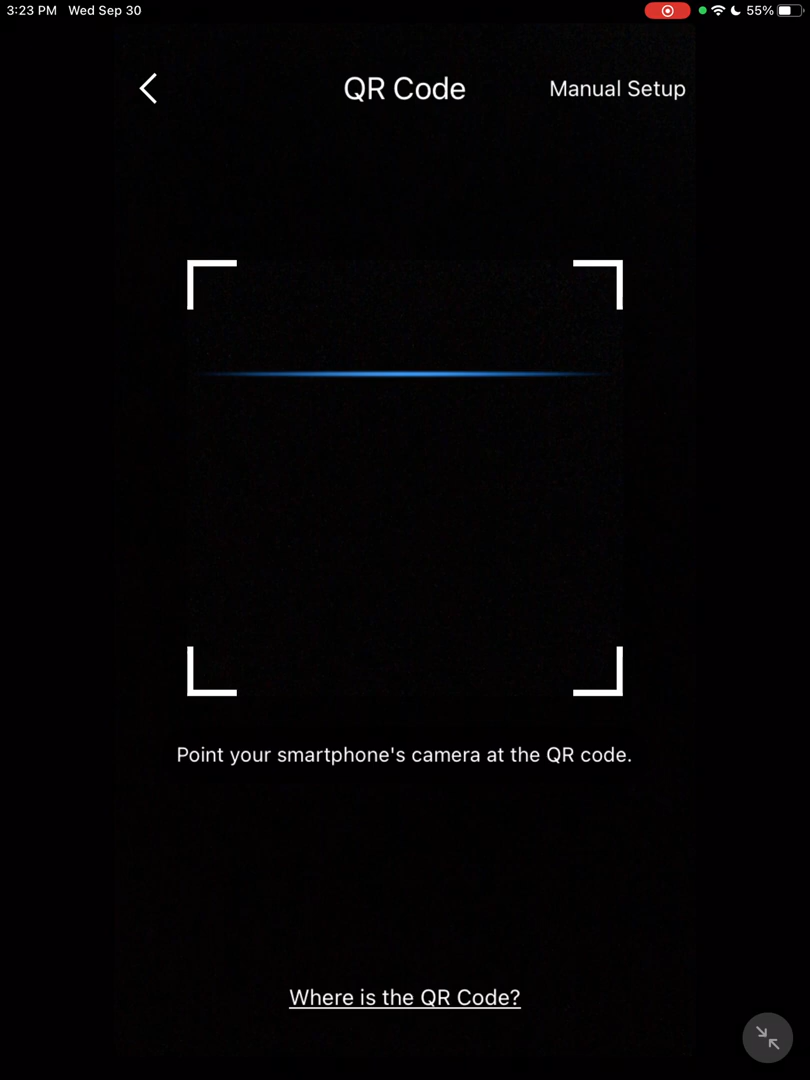 3:23 PM Wed Sep 30 55%
QR Code Manual Setup
Point your smartphone's camera at the QR code.
Where is the QR Code?